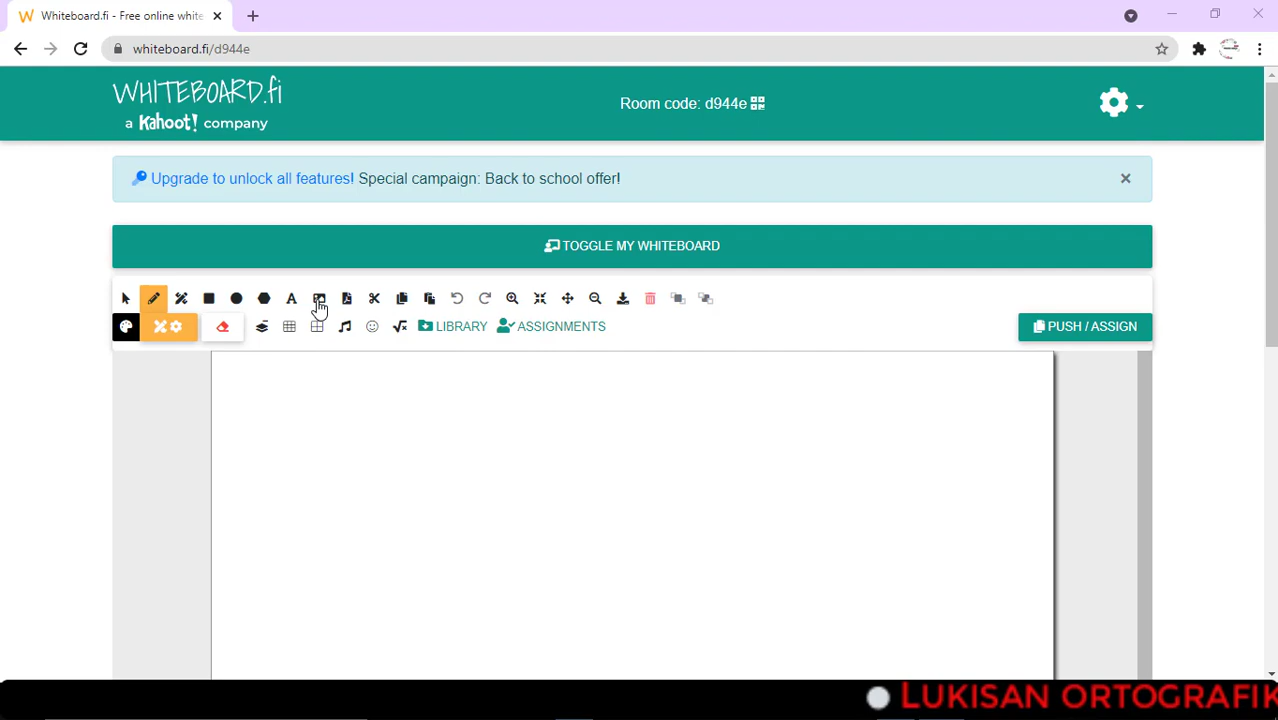 Whiteboard.fi - Free online white
whiteboard.fi/d944e
WHITEBOARD.fi
a Kahoot! company
Room code: d944e
Upgrade to unlock all features! Special campaign: Back to school offer!
TOGGLE MY WHITEBOARD
LIBRARY ASSIGNMENTS
PUSH / ASSIGN
LUKISAN ORTOGRAFIK